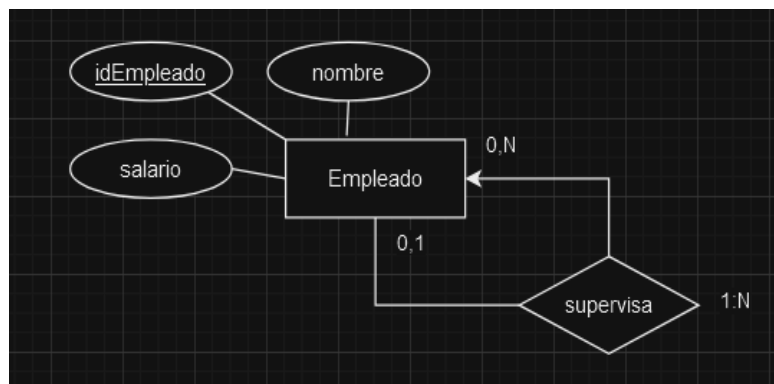 idEmpleado
nombre
salario
Empleado
0,N
0,1
supervisa
1:N